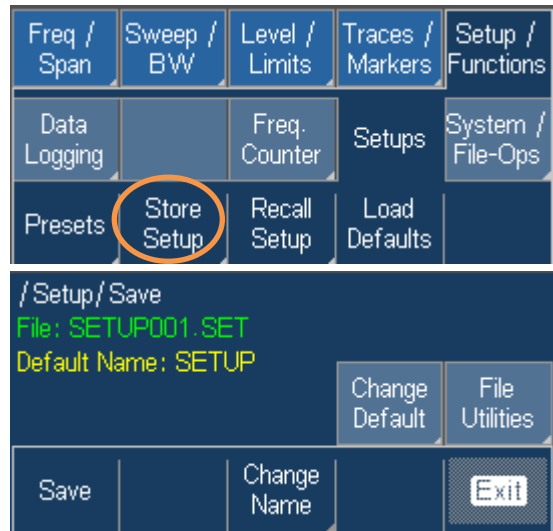 Freq /
Span
Sweep /
BW
Level /
Limits
Traces /
Markers
Setup /
Functions
Data
Logging
Freq.
Counter
Setups
System /
File-Ops
Presets
Store
Setup
Recall
Setup
Load
Defaults
/Setup/Save
File: SETUP001.SET
Default Name: SETUP
Change
Default
File
Utilities
Save
Change
Name
Exit